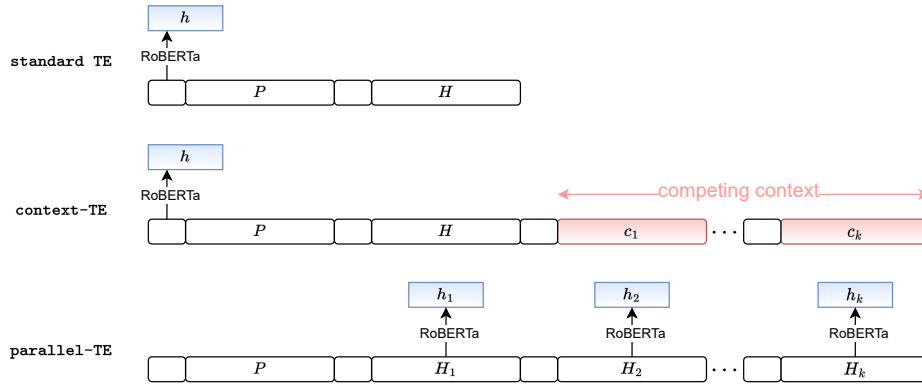 h
RoBERTa
standard TE
P H
h
RoBERTa
competing context
context-TE
P H c₁ ··· cₖ
h₁ h₂ hₖ
RoBERTa RoBERTa RoBERTa
parallel-TE
P H₁ H₂ ··· Hₖ